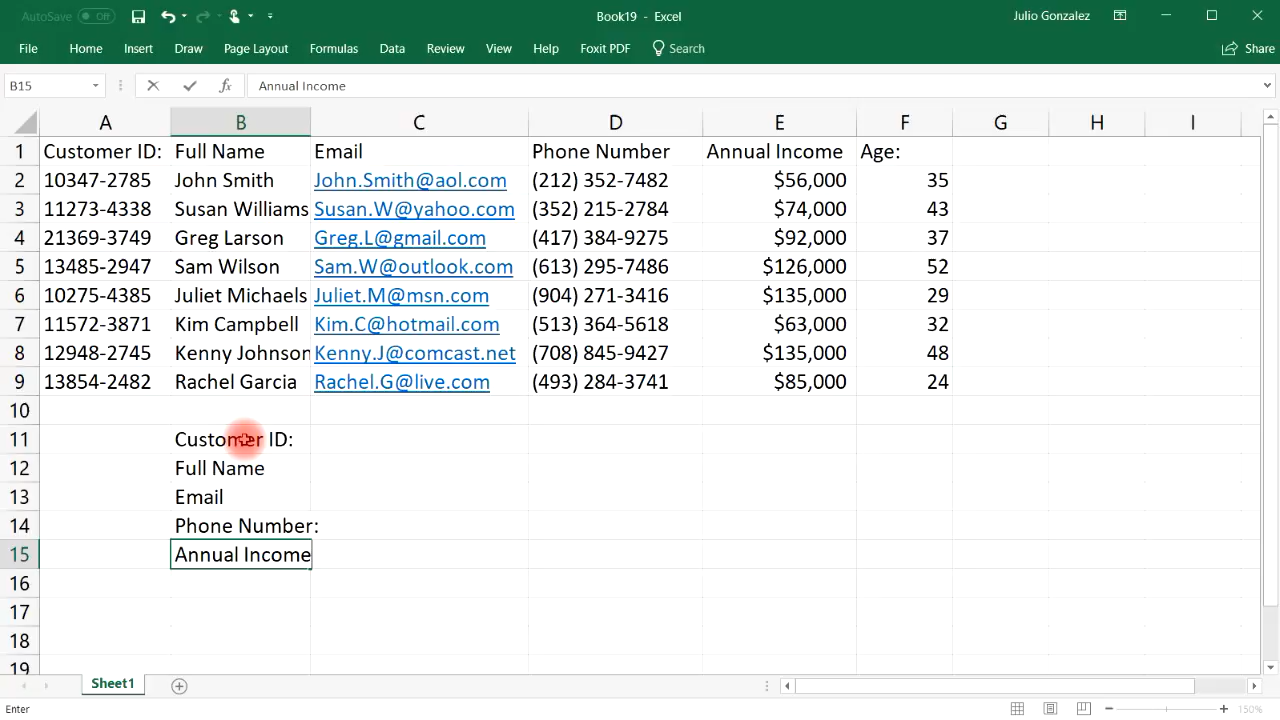 AutoSave Off Book19 - Excel Julio Gonzalez
File Home Insert Draw Page Layout Formulas Data Review View Help Foxit PDF Search Share
B15 fx Annual Income
A B C D E F G H I
1 Customer ID: Full Name Email Phone Number Annual Income Age:
2 10347-2785 John Smith John.Smith@aol.com (212) 352-7482 $56,000 35
3 11273-4338 Susan Williams Susan.W@yahoo.com (352) 215-2784 $74,000 43
4 21369-3749 Greg Larson Greg.L@gmail.com (417) 384-9275 $92,000 37
5 13485-2947 Sam Wilson Sam.W@outlook.com (613) 295-7486 $126,000 52
6 10275-4385 Juliet Michaels Juliet.M@msn.com (904) 271-3416 $135,000 29
7 11572-3871 Kim Campbell Kim.C@hotmail.com (513) 364-5618 $63,000 32
8 12948-2745 Kenny Johnson Kenny.J@comcast.net (708) 845-9427 $135,000 48
9 13854-2482 Rachel Garcia Rachel.G@live.com (493) 284-3741 $85,000 24
10
11 Customer ID:
12 Full Name
13 Email
14 Phone Number:
15 Annual Income
16
17
18
19
Sheet1
Enter 150%